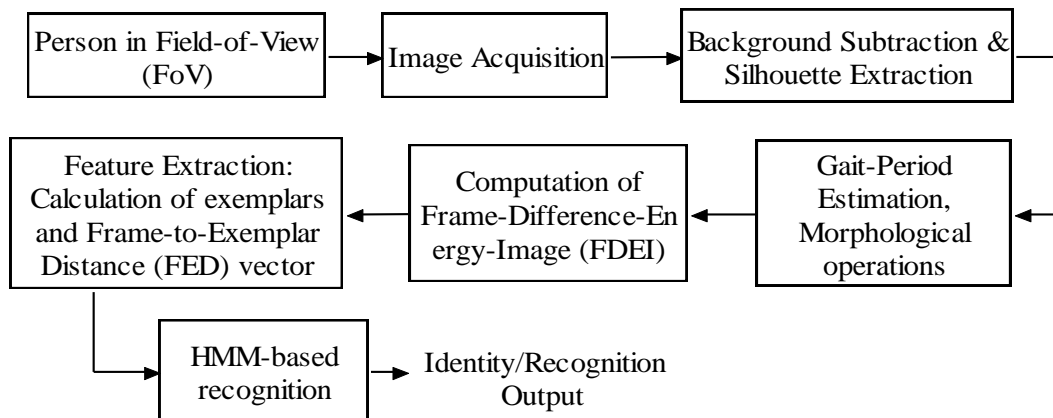 Person in Field-of-View
(FoV)
Image Acquisition
Background Subtraction &
Silhouette Extraction
Gait-Period
Estimation,
Morphological
operations
Computation of
Frame-Difference-En
ergy-Image (FDEI)
Feature Extraction:
Calculation of exemplars
and Frame-to-Exemplar
Distance (FED) vector
HMM-based
recognition
Identity/Recognition
Output